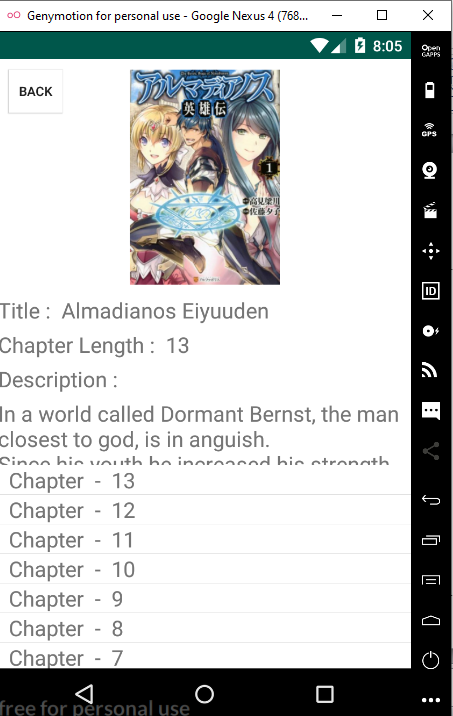 Genymotion for personal use - Google Nexus 4 (768...
8:05
Open
GAPPS
BACK
GPS
アルマディアノス
英雄伝
1
高見梁川
佐藤夕子
ID
Title : Almadianos Eiyuuden
Chapter Length : 13
Description :
In a world called Dormant Bernst, the man
closest to god, is in anguish.
Since his youth he increased his strength
Chapter - 13
Chapter - 12
Chapter - 11
Chapter - 10
Chapter - 9
Chapter - 8
Chapter - 7
free for personal use